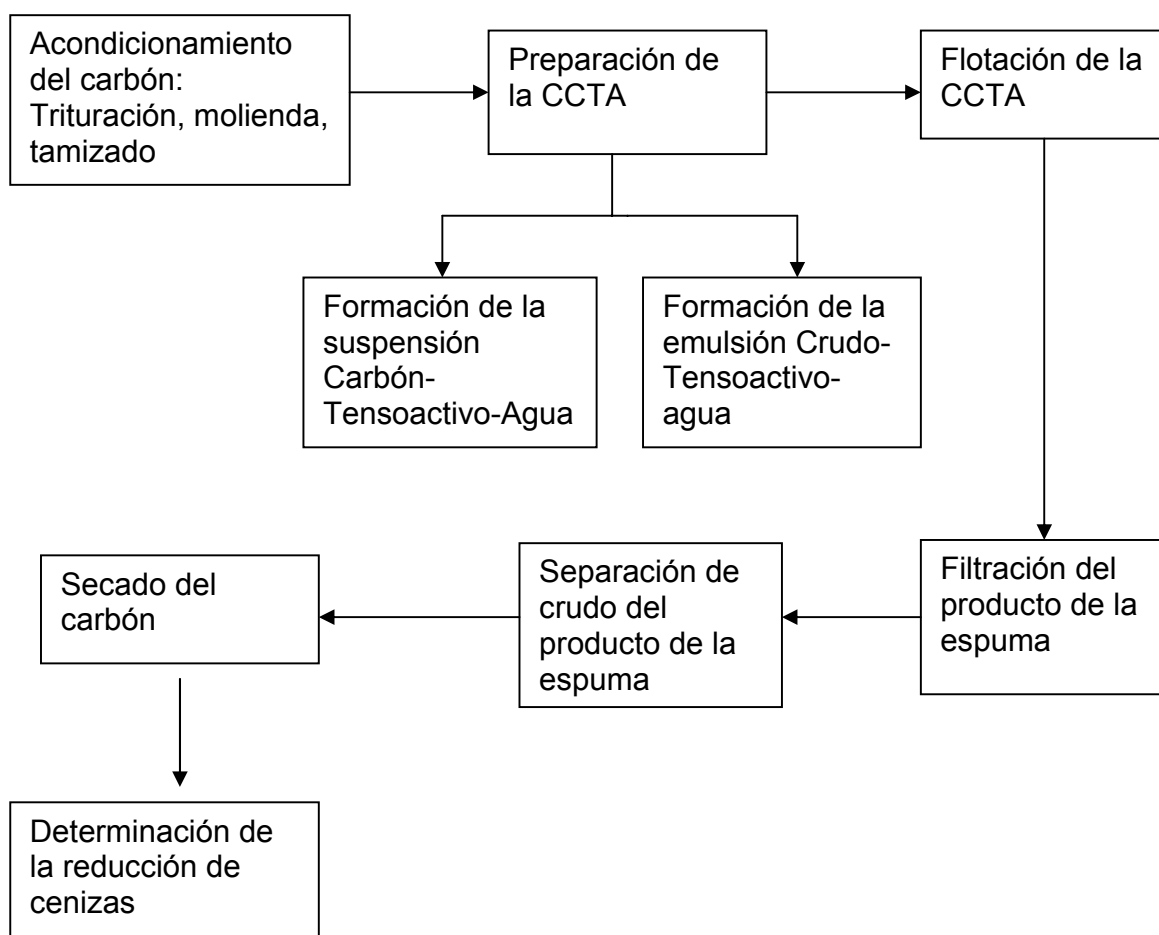 Acondicionamiento
del carbón:
Trituración, molienda,
tamizado
Preparación de
la CCTA
Flotación de la
CCTA
Formación de la
suspensión
Carbón-
Tensoactivo-Agua
Formación de la
emulsión Crudo-
Tensoactivo-
agua
Filtración del
producto de la
espuma
Separación de
crudo del
producto de la
espuma
Secado del
carbón
Determinación de
la reducción de
cenizas